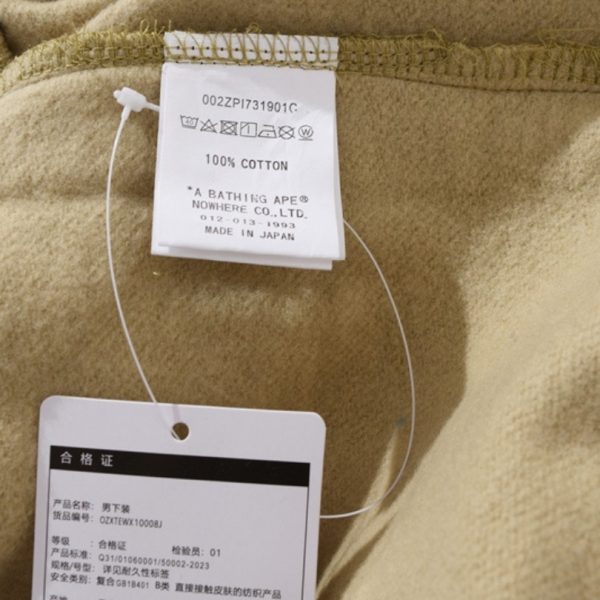 002ZPI731901C
100% COTTON
*A BATHING APE®
NOWHERE CO.,LTD.
012-013-1993
MADE IN JAPAN
合格证
产品名称: 男下装
货品编号: OZXTEWX10008J
等级 : 合格证 检验员: 01
产品标准: Q31/01060001/S0002-2023
规格/号型: 详见耐久性标签
安全类别: 复合GB18401 B类 直接接触皮肤的纺织产品